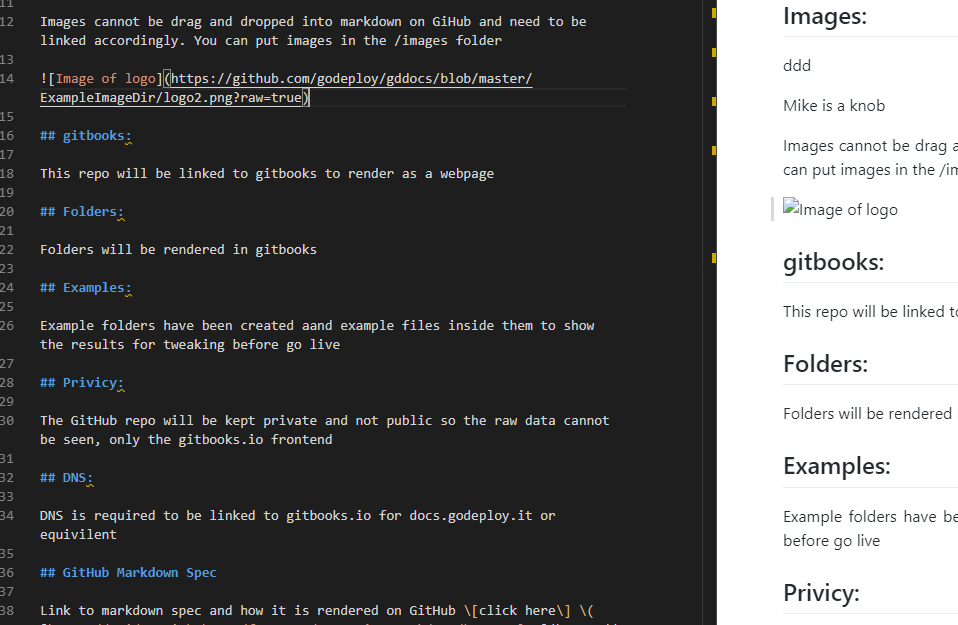 11
12 Images cannot be drag and dropped into markdown on GiHub and need to be
linked accordingly. You can put images in the /images folder
13
14 ![Image of logo](https://github.com/godeploy/gddocs/blob/master/
ExampleImageDir/logo2.png?raw=true)
15
16 ## gitbooks:
17
18 This repo will be linked to gitbooks to render as a webpage
19
20 ## Folders:
21
22 Folders will be rendered in gitbooks
23
24 ## Examples:
25
26 Example folders have been created aand example files inside them to show
the results for tweaking before go live
27
28 ## Privicy:
29
30 The GitHub repo will be kept private and not public so the raw data cannot
be seen, only the gitbooks.io frontend
31
32 ## DNS:
33
34 DNS is required to be linked to gitbooks.io for docs.godeploy.it or
equivilent
35
36 ## GitHub Markdown Spec
37
38 Link to markdown spec and how it is rendered on GitHub \[click here\] \(
Images:
ddd
Mike is a knob
Images cannot be drag a
can put images in the /im
Image of logo
gitbooks:
This repo will be linked to
Folders:
Folders will be rendered
Examples:
Example folders have be
before go live
Privicy: